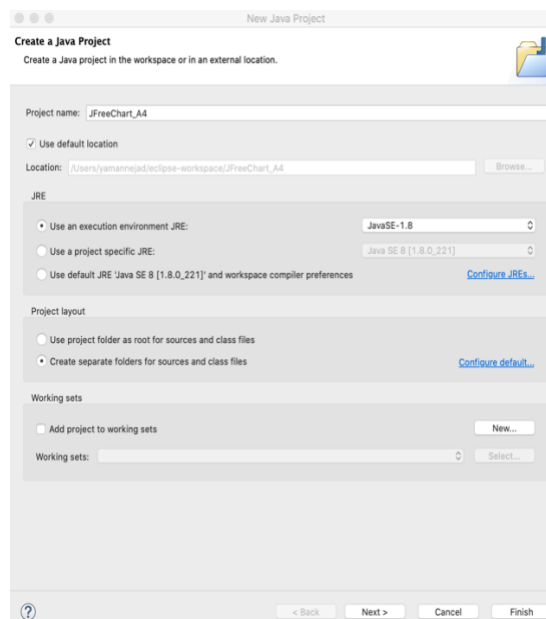 New Java Project
Create a Java Project
Create a Java project in the workspace or in an external location.
Project name: JFreeChart_A4
Use default location
Location: /Users/yamannejad/eclipse-workspace/JFreeChart_A4 Browse...
JRE
Use an execution environment JRE: JavaSE-1.8
Use a project specific JRE: Java SE 8 [1.8.0_221]
Use default JRE 'Java SE 8 [1.8.0_221]' and workspace compiler preferences Configure JREs...
Project layout
Use project folder as root for sources and class files
Create separate folders for sources and class files Configure default...
Working sets
Add project to working sets New...
Working sets: Select...
? < Back Next > Cancel Finish